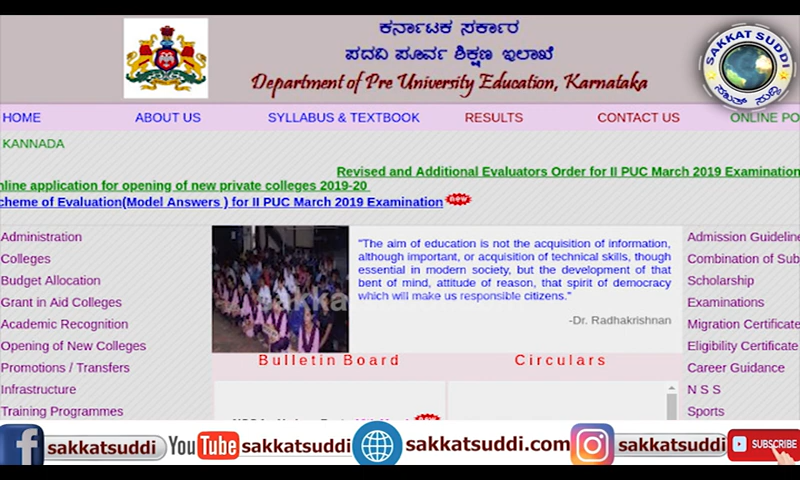 ಕರ್ನಾಟಕ ಸರ್ಕಾರ
ಪದವಿ ಪೂರ್ವ ಶಿಕ್ಷಣ ಇಲಾಖೆ
Department of Pre University Education, Karnataka
SAKKAT SUDDI
ಸಖತ್ ಸುದ್ದಿ
HOME ABOUT US SYLLABUS & TEXTBOOK RESULTS CONTACT US ONLINE PO
KANNADA
Revised and Additional Evaluators Order for II PUC March 2019 Examination
nline application for opening of new private colleges 2019-20
cheme of Evaluation(Model Answers ) for II PUC March 2019 Examination new
Administration
Colleges
Budget Allocation
Grant in Aid Colleges
Academic Recognition
Opening of New Colleges
Promotions / Transfers
Infrastructure
Training Programmes
"The aim of education is not the acquisition of information,
although important, or acquisition of technical skills, though
essential in modern society, but the development of that
bent of mind, attitude of reason, that spirit of democracy
which will make us responsible citizens."
-Dr. Radhakrishnan
Bulletin Board
Circulars
Admission Guideline
Combination of Sub
Scholarship
Examinations
Migration Certificate
Eligibility Certificate
Career Guidance
N S S
Sports
sakkatsuddi YouTube sakkatsuddi sakkatsuddi.com sakkatsuddi SUBSCRIBE